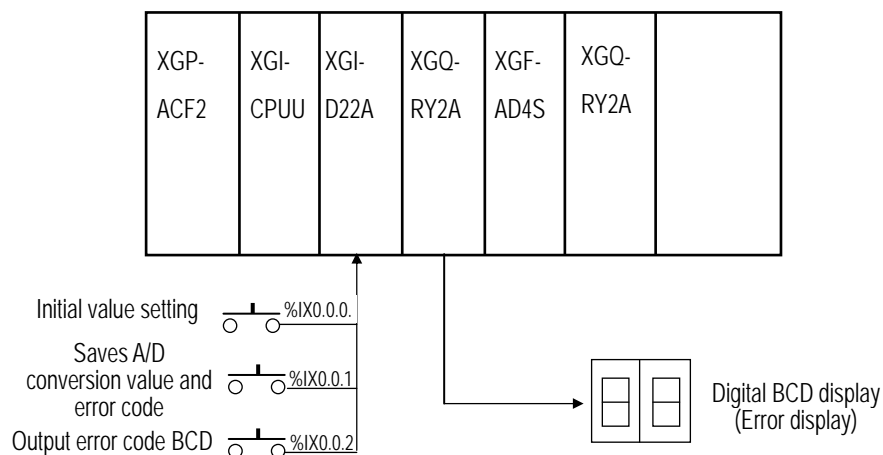 XGP-
ACF2
XGI-
CPUU
XGI-
D22A
XGQ-
RY2A
XGF-
AD4S
XGQ-
RY2A
Initial value setting
%IX0.0.0.
Saves A/D
conversion value and
error code
%IX0.0.1
Output error code BCD
%IX0.0.2
Digital BCD display
(Error display)